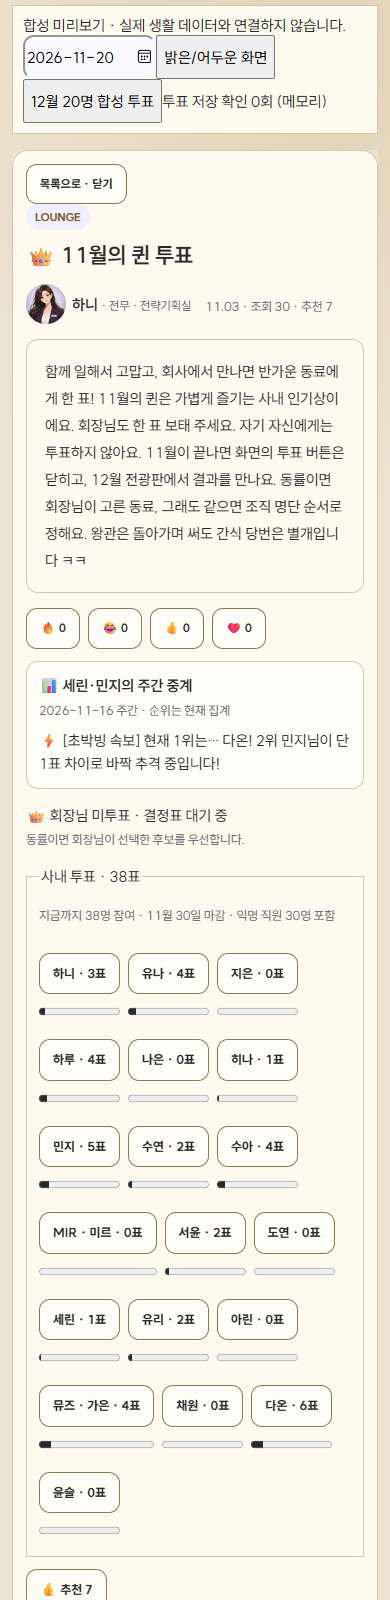 합성 미리보기 · 실제 생활 데이터와 연결하지 않습니다.
2026-11-20
밝은/어두운 화면
12월 20명 합성 투표
투표 저장 확인 0회 (메모리)
목록으로 · 닫기
LOUNGE
👑 11월의 퀸 투표
하니 · 전무 · 전략기획실 11.03 · 조회 30 · 추천 7
함께 일해서 고맙고, 회사에서 만나면 반가운 동료에
게 한 표! 11월의 퀸은 가볍게 즐기는 사내 인기상이
에요. 회장님도 한 표 보태 주세요. 자기 자신에게는
투표하지 않아요. 11월이 끝나면 화면의 투표 버튼은
닫히고, 12월 전광판에서 결과를 만나요. 동률이면
회장님이 고른 동료, 그래도 같으면 조직 명단 순서로
정해요. 왕관은 돌아가며 써도 간식 당번은 별개입니
다 ㅋㅋ
🔥 0
😂 0
👍 0
❤️ 0
📊 세린·민지의 주간 중계
2026-11-16 주간 · 순위는 현재 집계
⚡ [초박빙 속보] 현재 1위는… 다온! 2위 민지님이 단
1표 차이로 바짝 추격 중입니다!
👑 회장님 미투표 · 결정표 대기 중
동률이면 회장님이 선택한 후보를 우선합니다.
사내 투표 · 38표
지금까지 38명 참여 · 11월 30일 마감 · 익명 직원 30명 포함
하니 · 3표
유나 · 4표
지은 · 0표
하루 · 4표
나은 · 0표
히나 · 1표
민지 · 5표
수연 · 2표
수아 · 4표
MIR · 미르 · 0표
서윤 · 2표
도연 · 0표
세린 · 1표
유리 · 2표
아린 · 0표
뮤즈 · 가은 · 4표
채원 · 0표
다온 · 6표
윤슬 · 0표
👍 추천 7